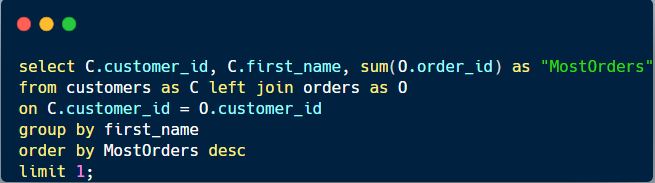 select C.customer_id, C.first_name, sum(O.order_id) as "MostOrders"
from customers as C left join orders as O
on C.customer_id = O.customer_id
group by first_name
order by MostOrders desc
limit 1;